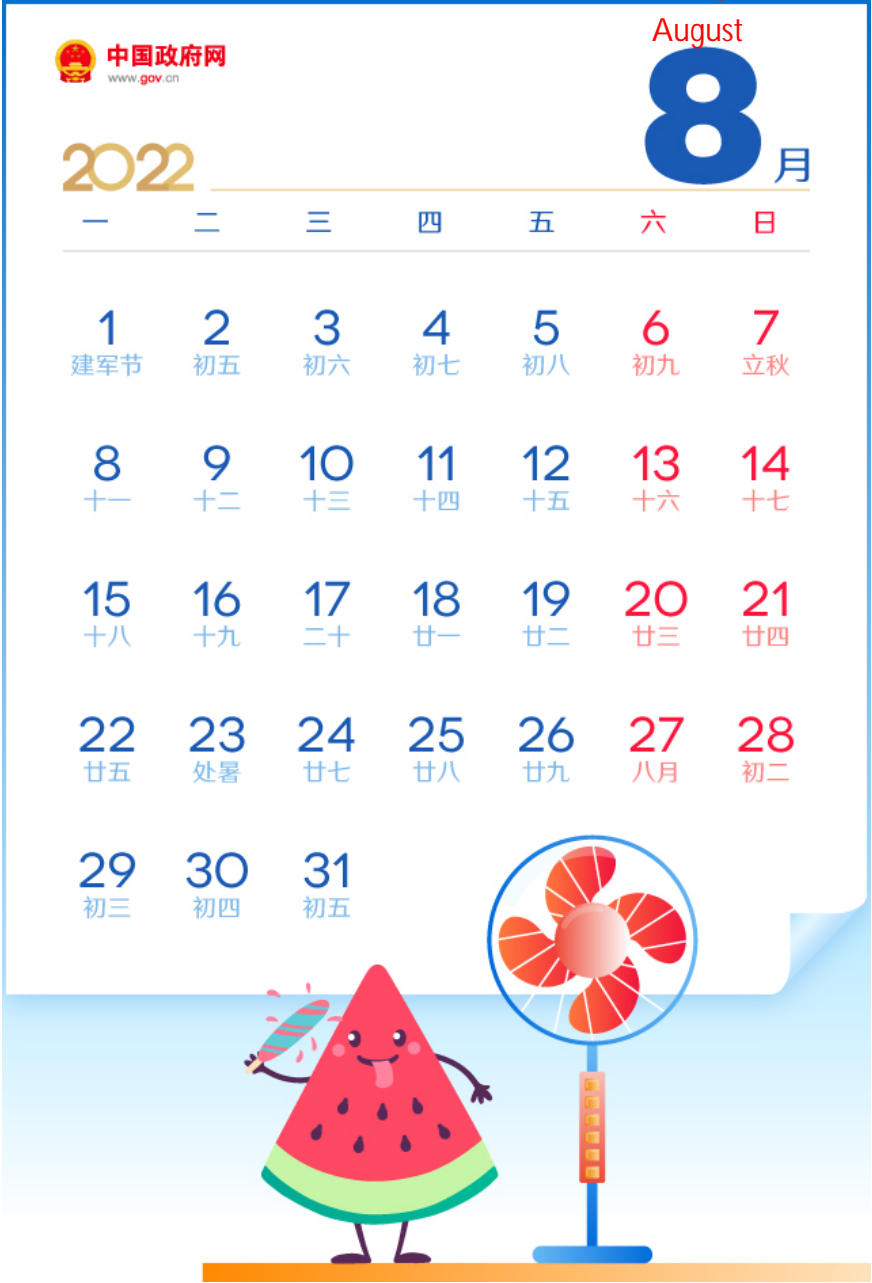 August
中国政府网
www.gov.cn
8月
2022
一 二 三 四 五 六 日
1 2 3 4 5 6 7
建军节 初五 初六 初七 初八 初九 立秋
8 9 10 11 12 13 14
十一 十二 十三 十四 十五 十六 十七
15 16 17 18 19 20 21
十八 十九 二十 廿一 廿二 廿三 廿四
22 23 24 25 26 27 28
廿五 处暑 廿七 廿八 廿九 八月 初二
29 30 31
初三 初四 初五